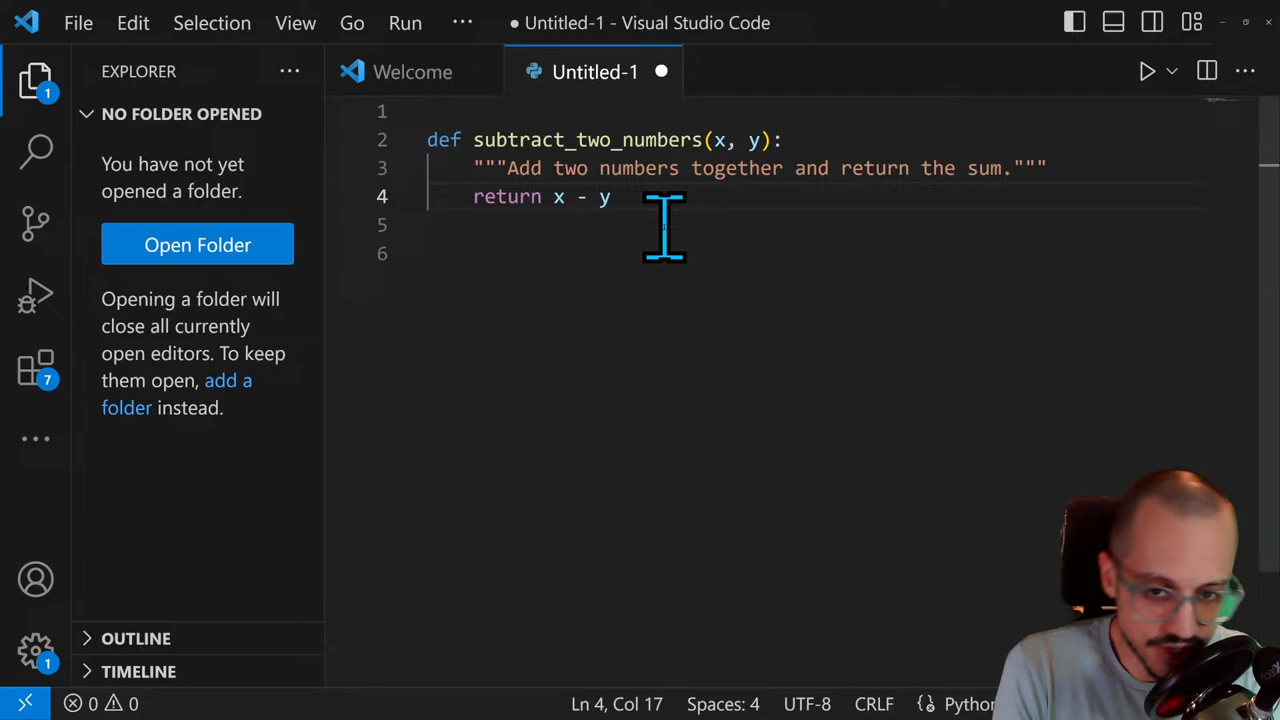 File Edit Selection View Go Run ··· ● Untitled-1 - Visual Studio Code
EXPLORER ···
Welcome
Untitled-1 ●
NO FOLDER OPENED
You have not yet
opened a folder.
Open Folder
Opening a folder will
close all currently
open editors. To keep
them open, add a
folder instead.
OUTLINE
TIMELINE
1
7
1
1
2 def subtract_two_numbers(x, y):
3 """Add two numbers together and return the sum."""
4 return x - y
5
6
0 0 Ln 4, Col 17 Spaces: 4 UTF-8 CRLF {} Python